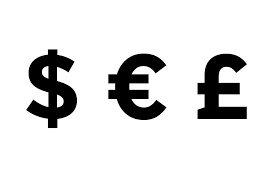 $ € £